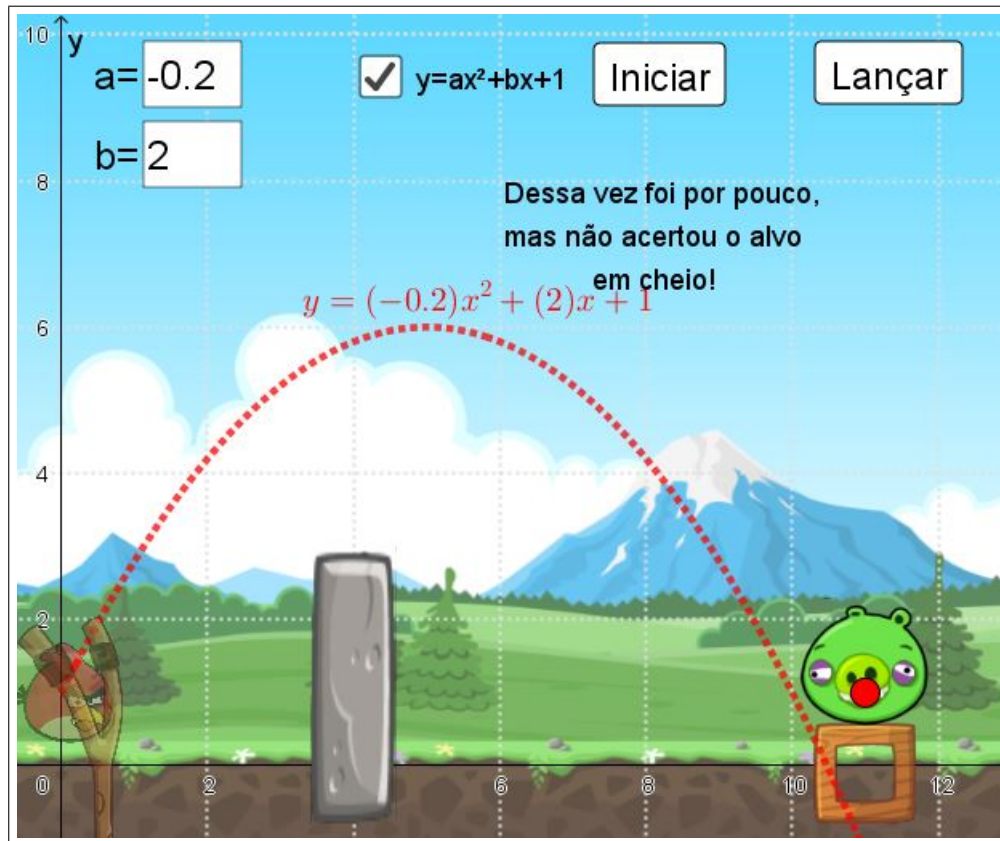 10
y
a= -0.2
y=ax²+bx+1
Iniciar
Lançar
b= 2
8
Dessa vez foi por pouco,
mas não acertou o alvo
em cheio!
y = (−0.2)x² + (2)x + 1
6
4
2
0 2 6 8 10 12